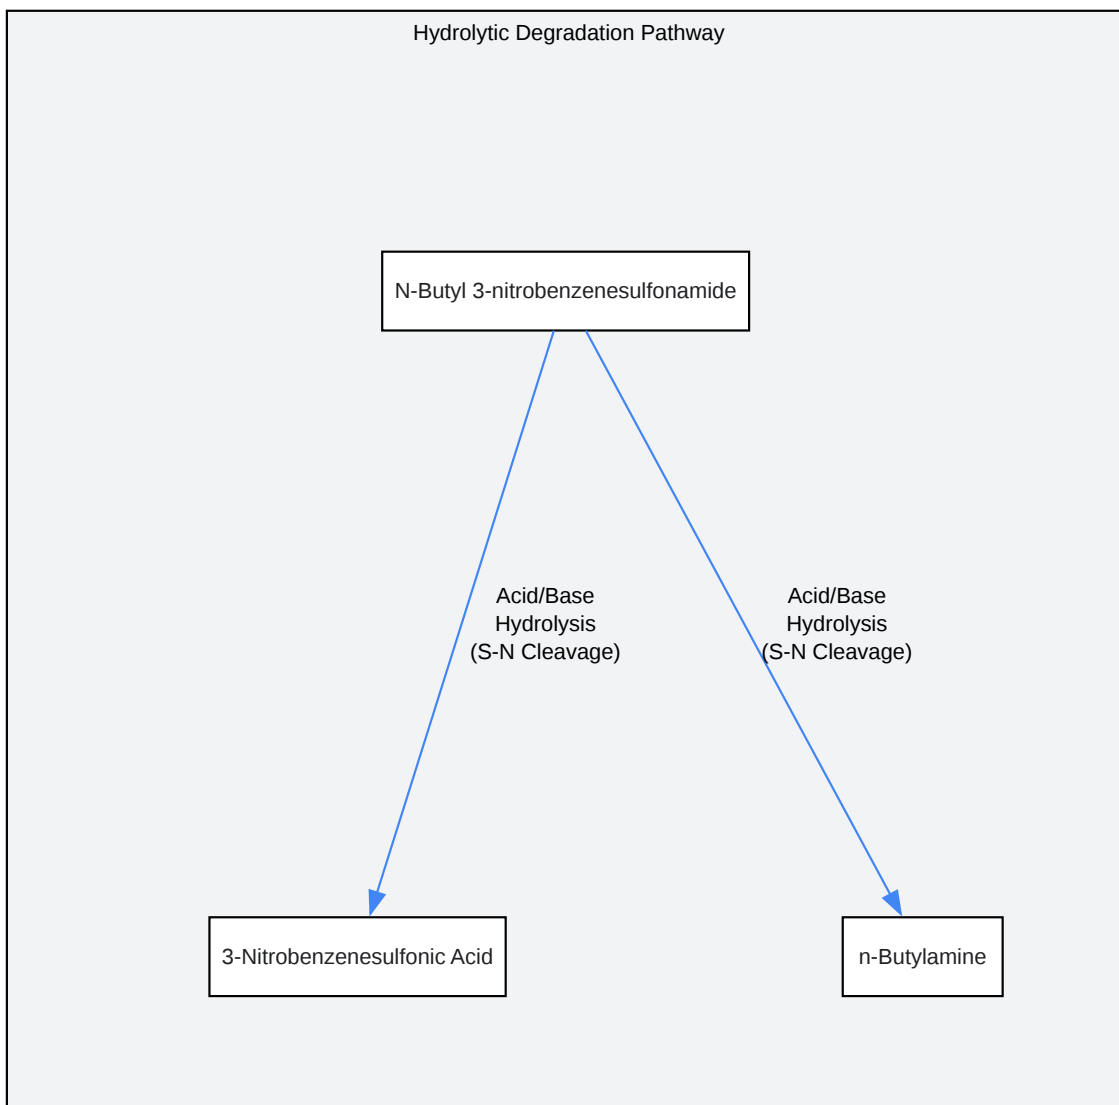 Hydrolytic Degradation Pathway
N-Butyl 3-nitrobenzenesulfonamide
Acid/Base
Hydrolysis
(S-N Cleavage)
Acid/Base
Hydrolysis
(S-N Cleavage)
3-Nitrobenzenesulfonic Acid
n-Butylamine